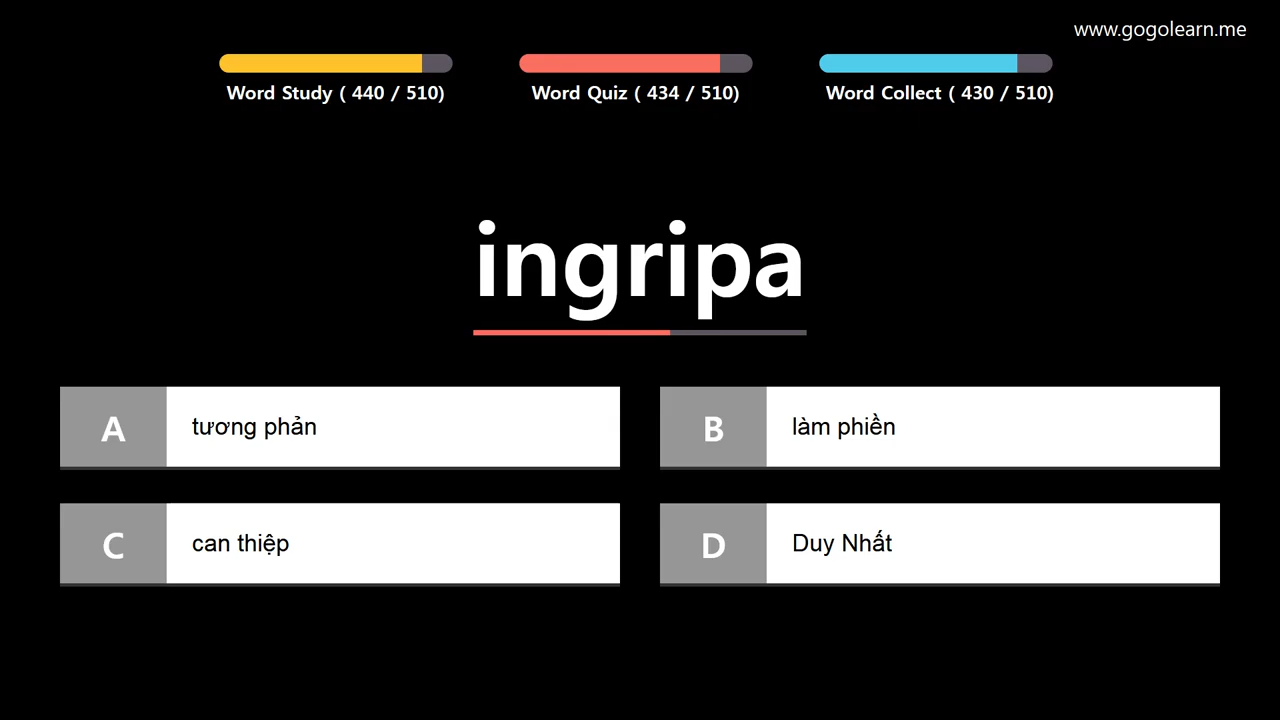 www.gogolearn.me
Word Study ( 440 / 510)
Word Quiz ( 434 / 510)
Word Collect ( 430 / 510)
ingripa
A tương phản
B làm phiền
C can thiệp
D Duy Nhất